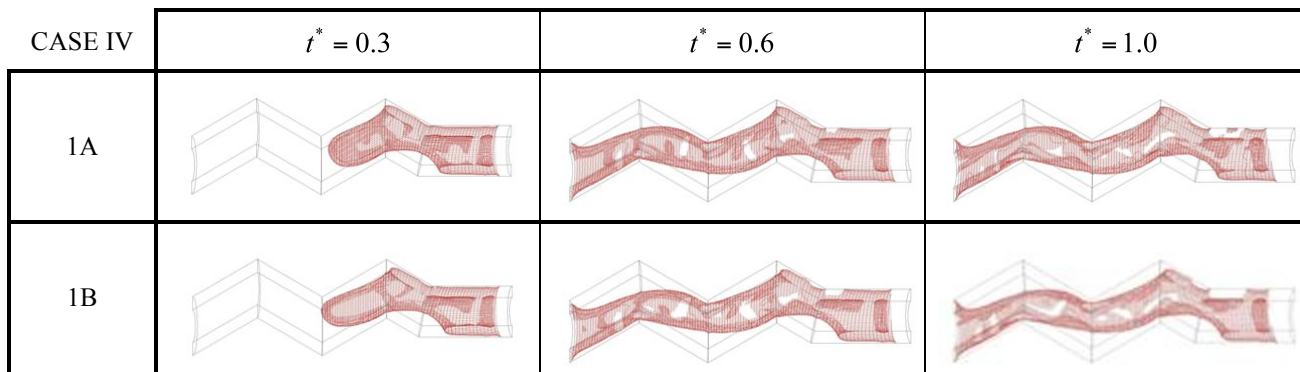 CASE IV t* = 0.3 t* = 0.6 t* = 1.0
1A
1B